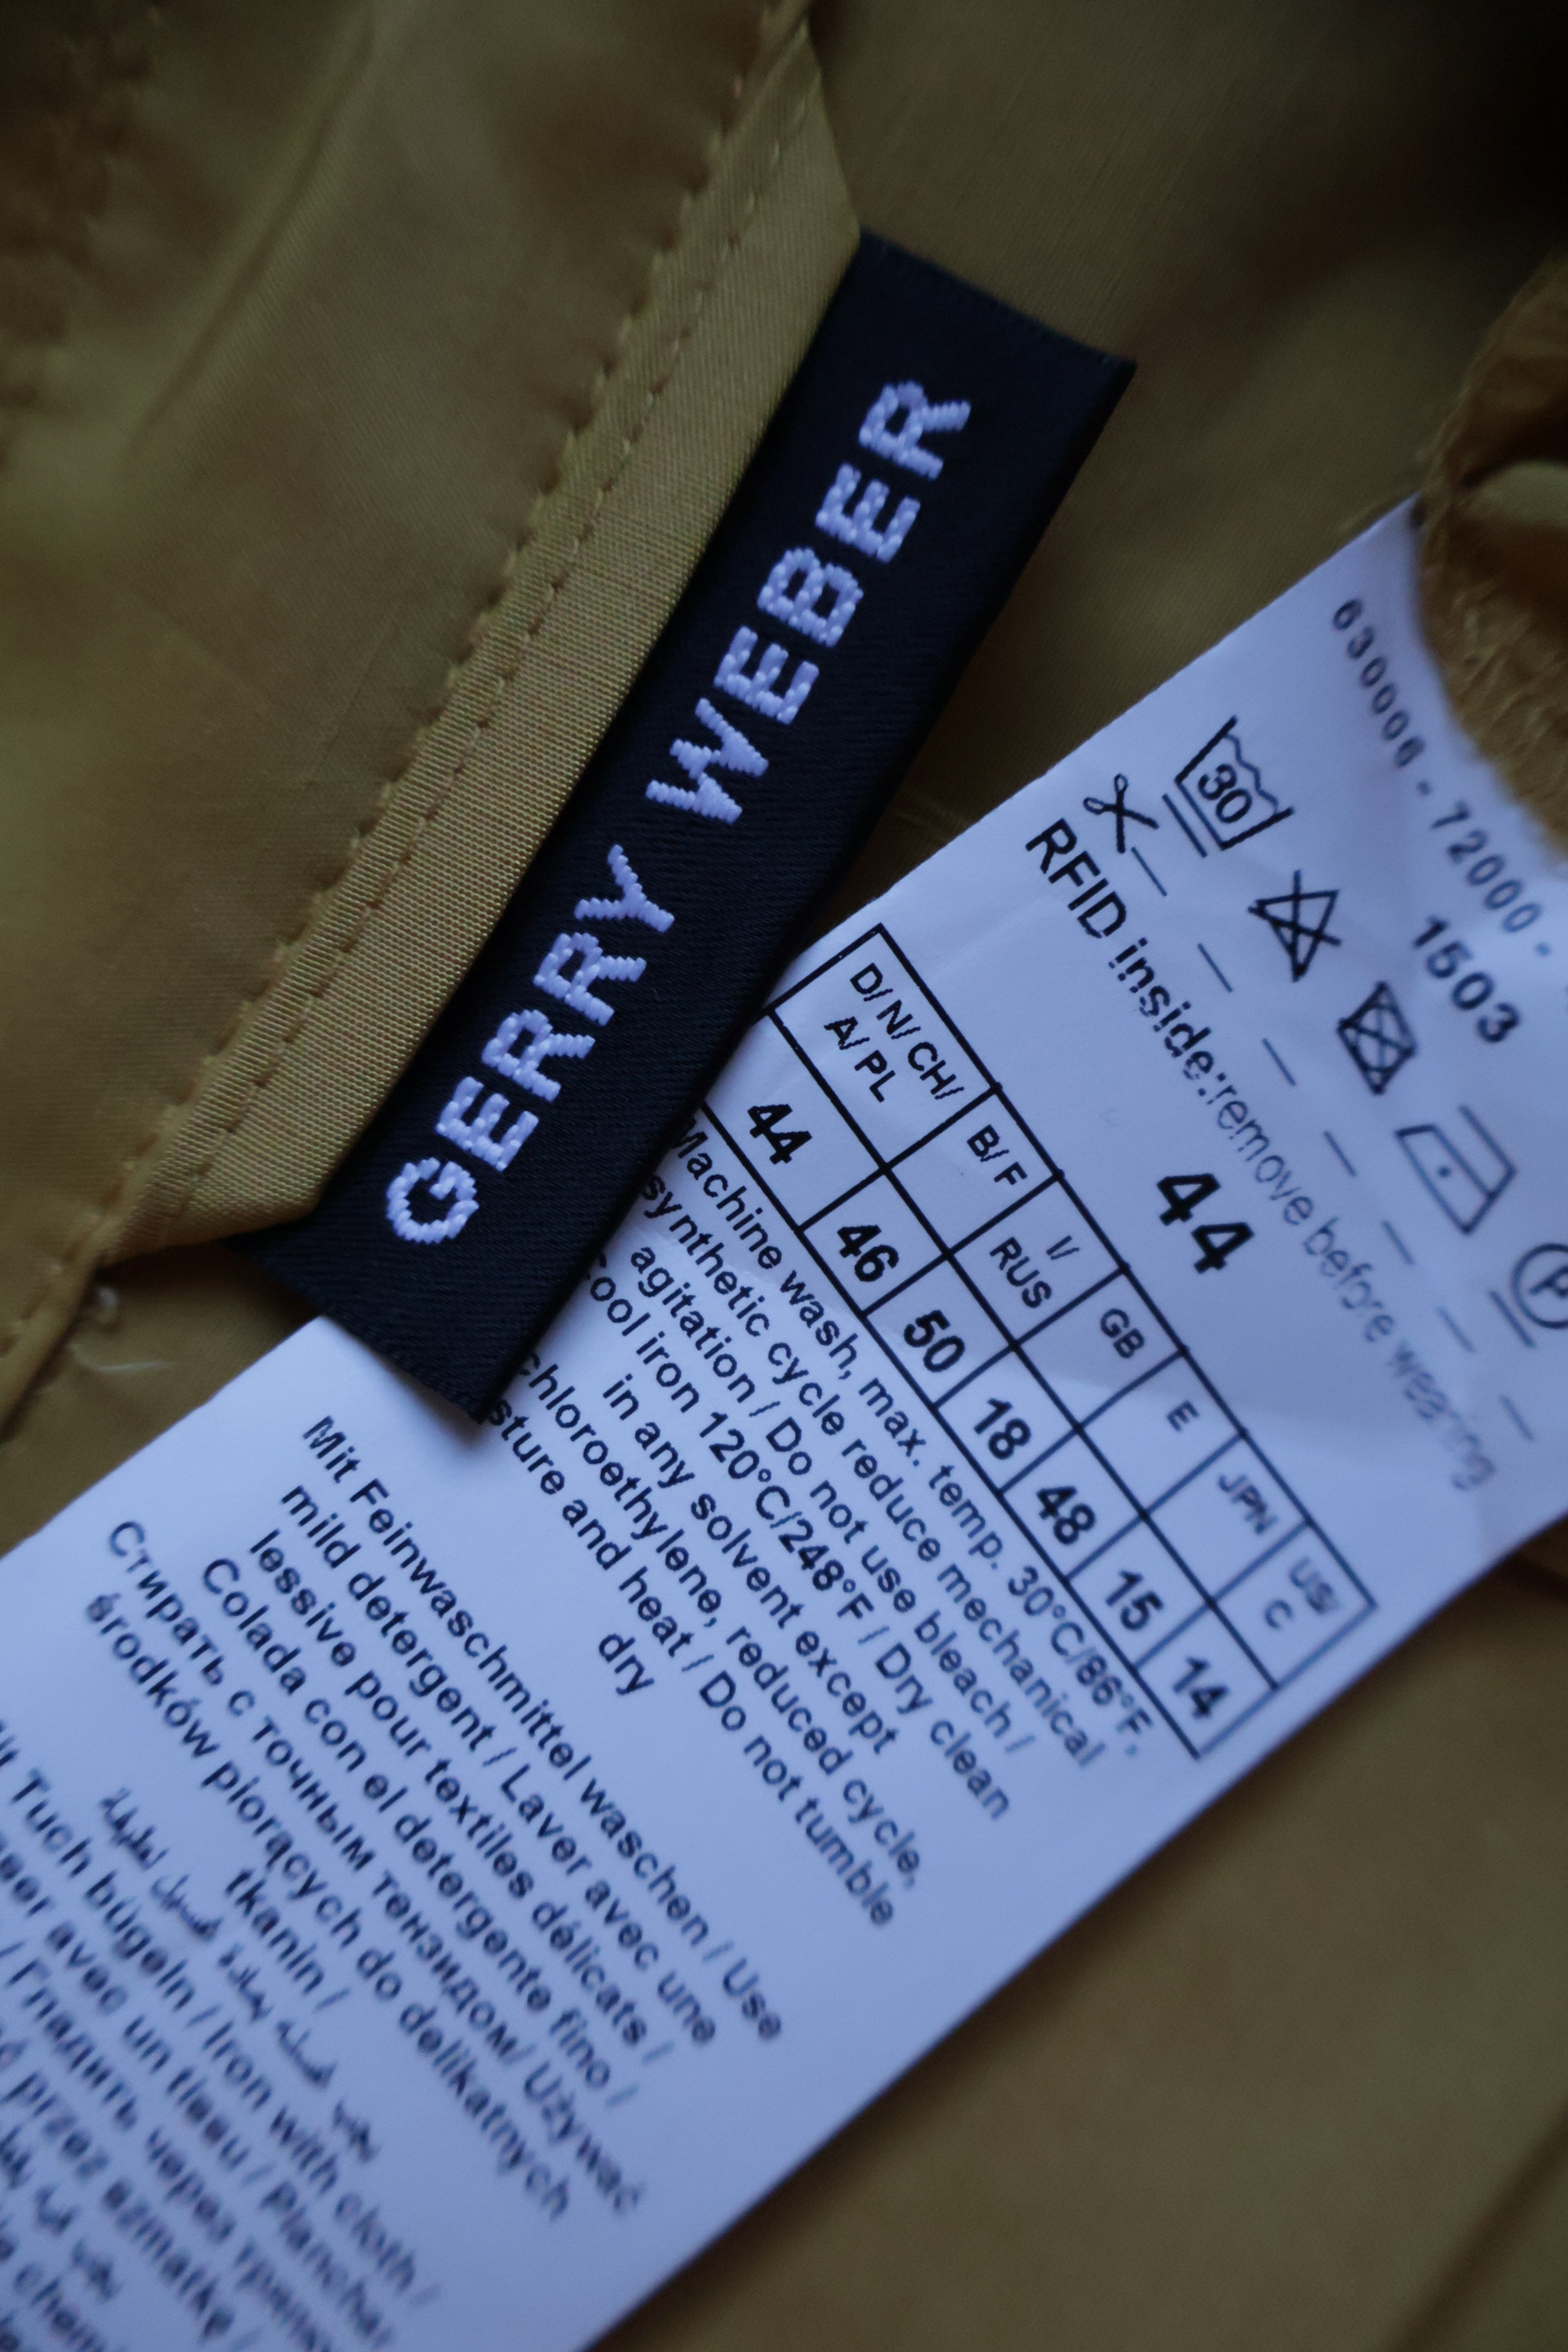 GERRY WEBER
630006 - 72000 -
1503
30
P
RFID inside:remove before wearing
44
D/ N/ CH/ A/ PL
B/ F
I/ RUS
GB
E
JPN
US/ C
44
46
50
18
48
15
14
Machine wash, max. temp. 30°C/86°F,
synthetic cycle reduce mechanical
agitation / Do not use bleach /
cool iron 120°C/248°F / Dry clean
in any solvent except
chloroethylene, reduced cycle,
sture and heat / Do not tumble
dry
Mit Feinwaschmittel waschen / Use
mild detergent / Laver avec une
lessive pour textiles délicats /
Colada con el detergente fino /
Стирать с точным тензидом/ Używać
środków piorących do delikatnych
tkanin /
Tuch bügeln / Iron with cloth /
avec un tissu / Planchar
/ Гладить через
przez szmatkę /